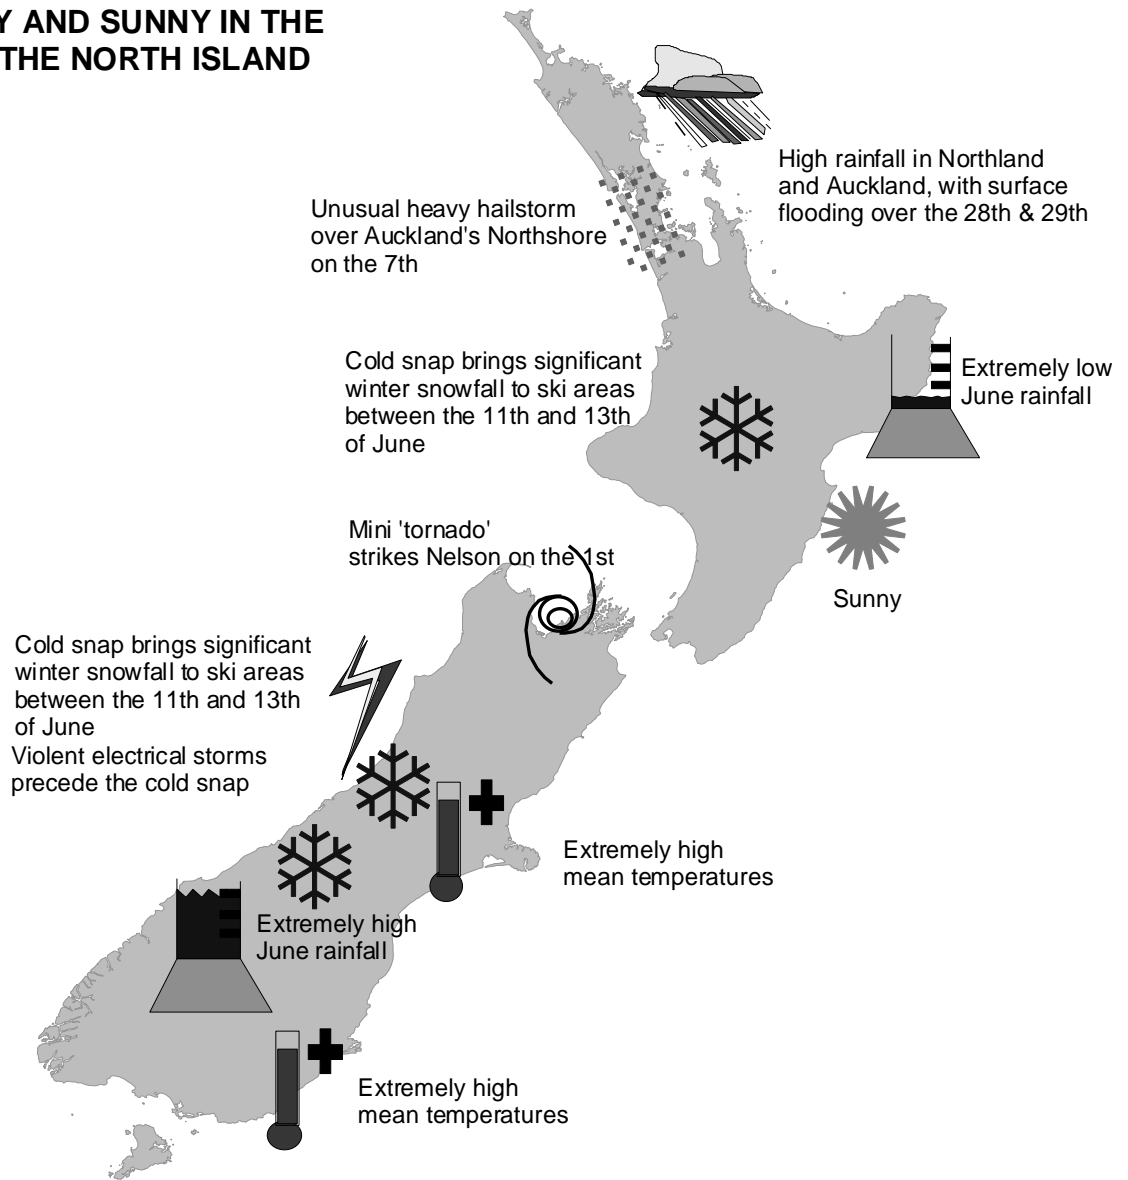 Y AND SUNNY IN THE
THE NORTH ISLAND
High rainfall in Northland
and Auckland, with surface
flooding over the 28th & 29th
Unusual heavy hailstorm
over Auckland's Northshore
on the 7th
Cold snap brings significant
winter snowfall to ski areas
between the 11th and 13th
of June
Extremely low
June rainfall
Mini 'tornado'
strikes Nelson on the 1st
Sunny
Cold snap brings significant
winter snowfall to ski areas
between the 11th and 13th
of June
Violent electrical storms
precede the cold snap
Extremely high
mean temperatures
Extremely high
June rainfall
Extremely high
mean temperatures